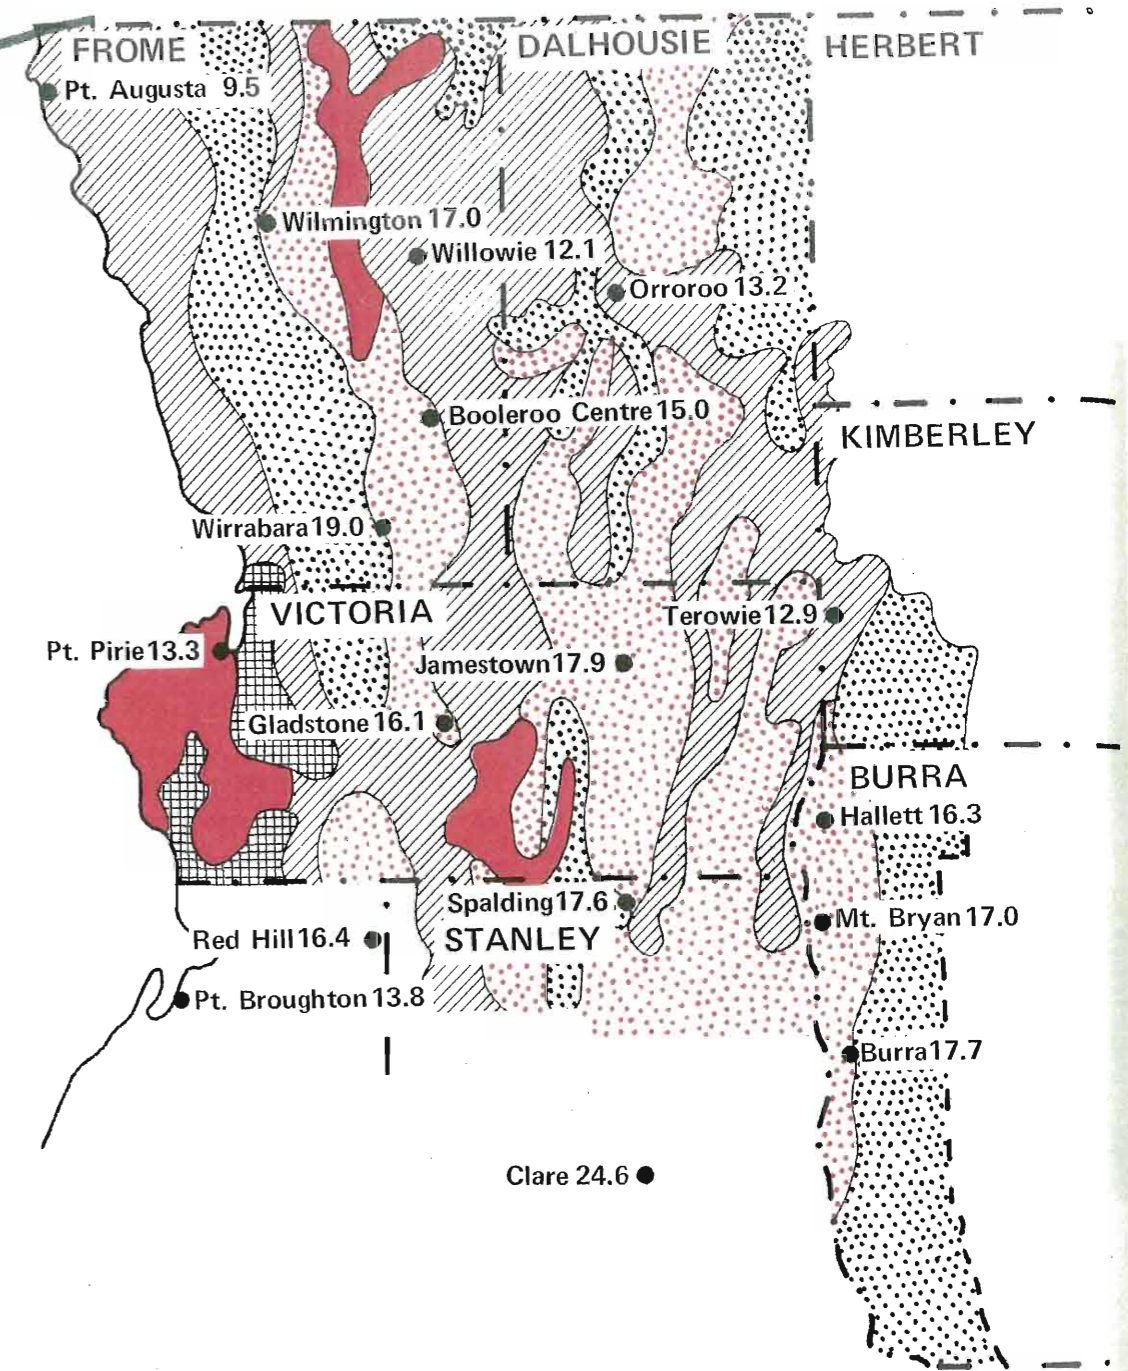 FROME
DALHOUSIE
HERBERT
Pt. Augusta 9.5
Wilmington 17.0
Willowie 12.1
Orroroo 13.2
Booleroo Centre 15.0
KIMBERLEY
Wirrabara 19.0
VICTORIA
Terowie 12.9
Pt. Pirie 13.3
Jamestown 17.9
Gladstone 16.1
BURRA
Hallett 16.3
Spalding 17.6
Mt. Bryan 17.0
Red Hill 16.4
STANLEY
Pt. Broughton 13.8
Burra 17.7
Clare 24.6